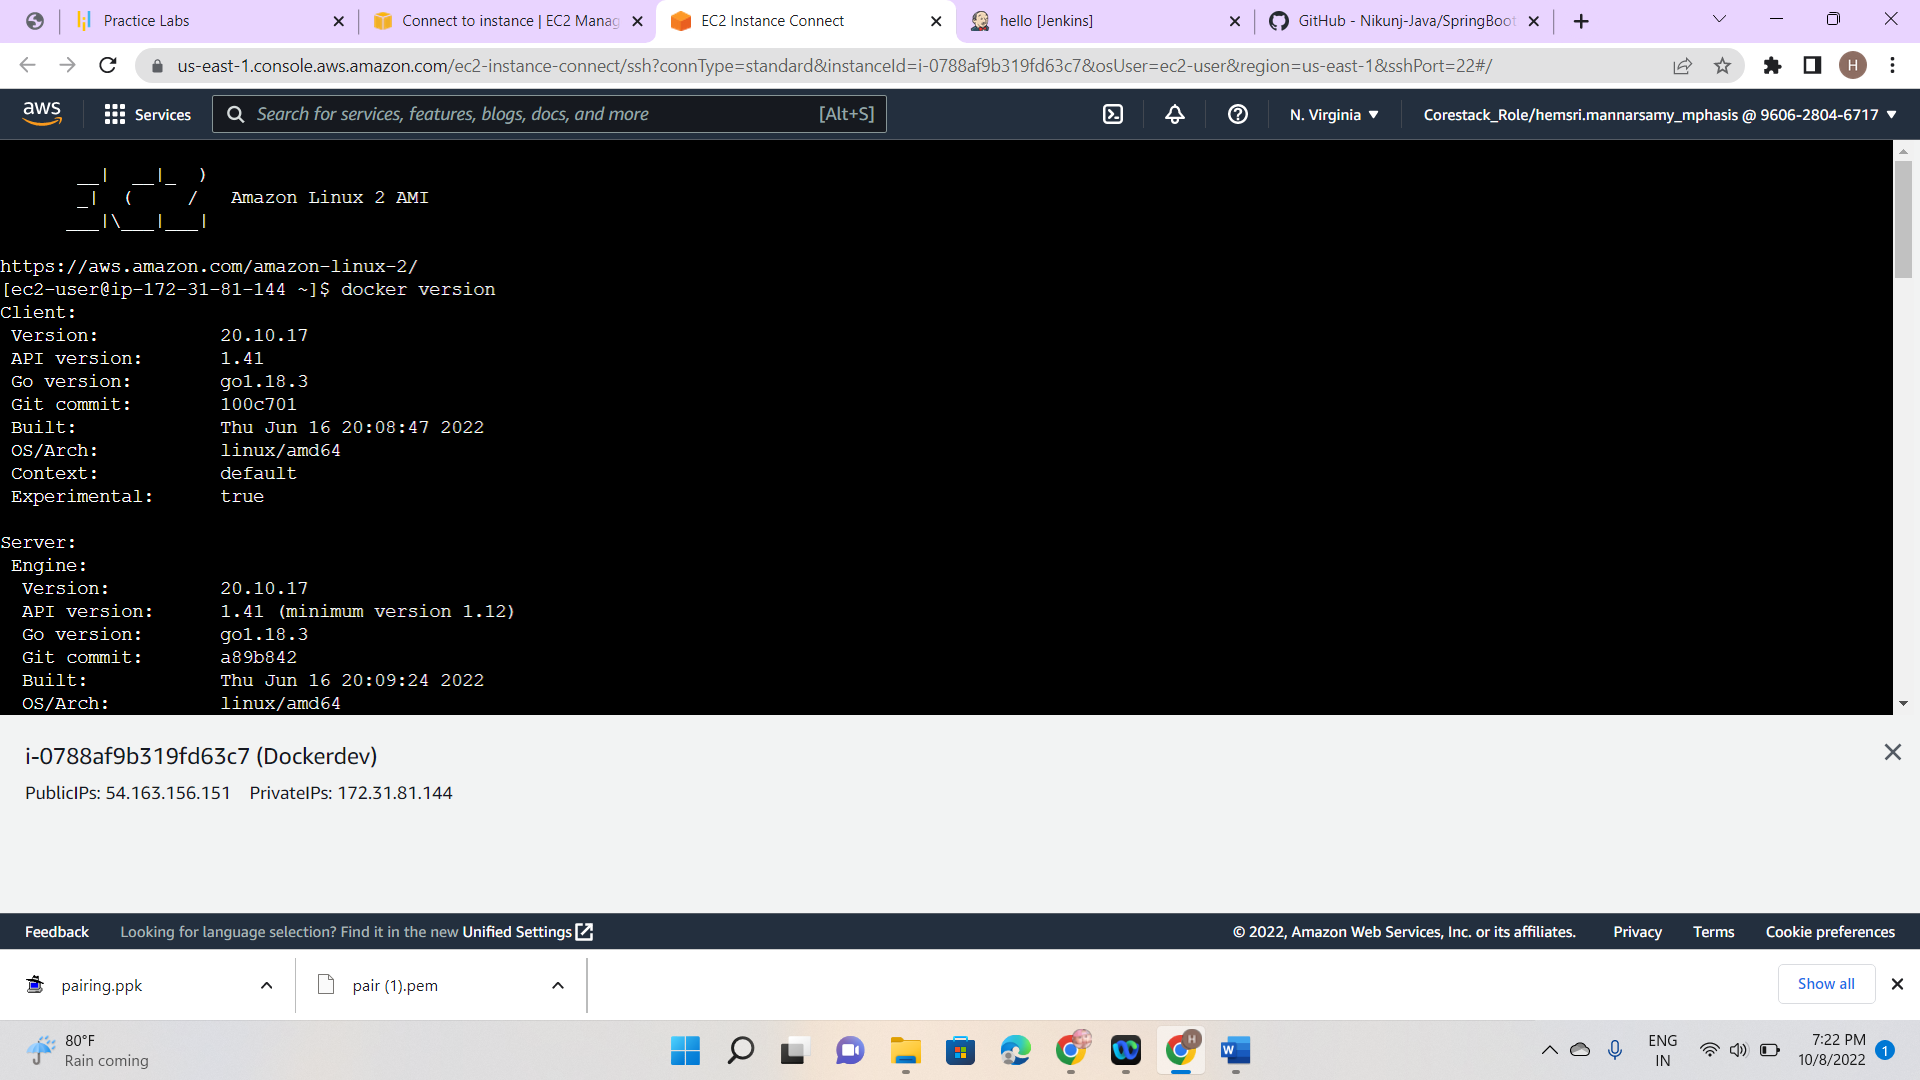 Practice Labs
Connect to instance | EC2 Manag
EC2 Instance Connect
hello [Jenkins]
GitHub - Nikunj-Java/SpringBoot
us-east-1.console.aws.amazon.com/ec2-instance-connect/ssh?connType=standard&instanceId=i-0788af9b319fd63c7&osUser=ec2-user&region=us-east-1&sshPort=22#/
H
aws
Services
Search for services, features, blogs, docs, and more
[Alt+S]
N. Virginia
Corestack_Role/hemsri.mannarsamy_mphasis @ 9606-2804-6717
       __|  __|_  )
       _|  (     /   Amazon Linux 2 AMI
      ___|\___|___|
https://aws.amazon.com/amazon-linux-2/
[ec2-user@ip-172-31-81-144 ~]$ docker version
Client:
 Version:           20.10.17
 API version:       1.41
 Go version:        go1.18.3
 Git commit:        100c701
 Built:             Thu Jun 16 20:08:47 2022
 OS/Arch:           linux/amd64
 Context:           default
 Experimental:      true
Server:
 Engine:
  Version:          20.10.17
  API version:      1.41 (minimum version 1.12)
  Go version:       go1.18.3
  Git commit:       a89b842
  Built:            Thu Jun 16 20:09:24 2022
  OS/Arch:          linux/amd64
i-0788af9b319fd63c7 (Dockerdev)
PublicIPs: 54.163.156.151 PrivateIPs: 172.31.81.144
Feedback
Looking for language selection? Find it in the new Unified Settings
© 2022, Amazon Web Services, Inc. or its affiliates.
Privacy
Terms
Cookie preferences
pairing.ppk
pair (1).pem
Show all
80°F
Rain coming
H
W
ENG
IN
7:22 PM
10/8/2022
1